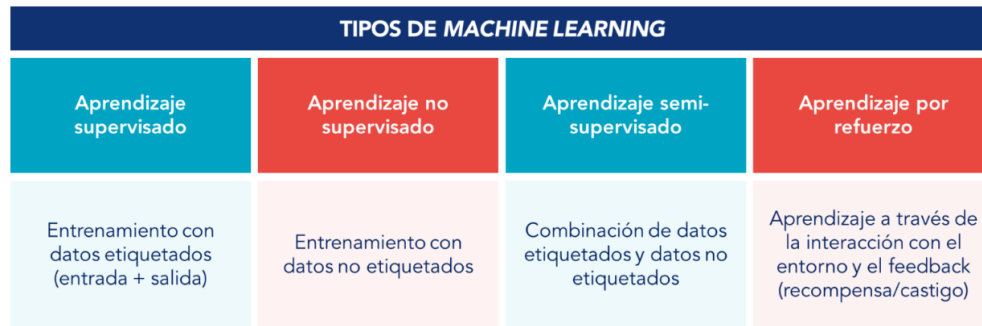 TIPOS DE MACHINE LEARNING
Aprendizaje
supervisado
Aprendizaje no
supervisado
Aprendizaje semi-
supervisado
Aprendizaje por
refuerzo
Entrenamiento con
datos etiquetados
(entrada + salida)
Entrenamiento con
datos no etiquetados
Combinación de datos
etiquetados y datos no
etiquetados
Aprendizaje a través de
la interacción con el
entorno y el feedback
(recompensa/castigo)